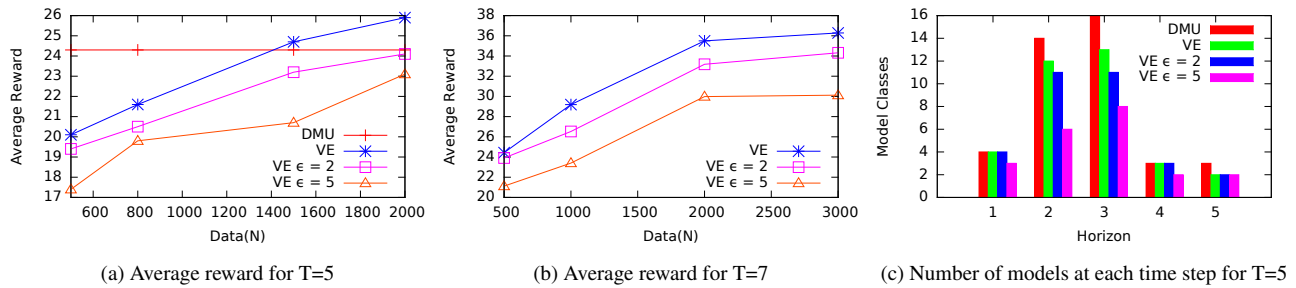 26
25
24
23
22
21
20
19
18
17
Average Reward
600 800 1000 1200 1400 1600 1800 2000
Data(N)
DMU
VE
VE ϵ = 2
VE ϵ = 5
(a) Average reward for T=5
38
36
34
32
30
28
26
24
22
20
Average Reward
500 1000 1500 2000 2500 3000
Data(N)
VE
VE ϵ = 2
VE ϵ = 5
(b) Average reward for T=7
16
14
12
10
8
6
4
2
0
Model Classes
1 2 3 4 5
Horizon
DMU
VE
VE ϵ = 2
VE ϵ = 5
(c) Number of models at each time step for T=5